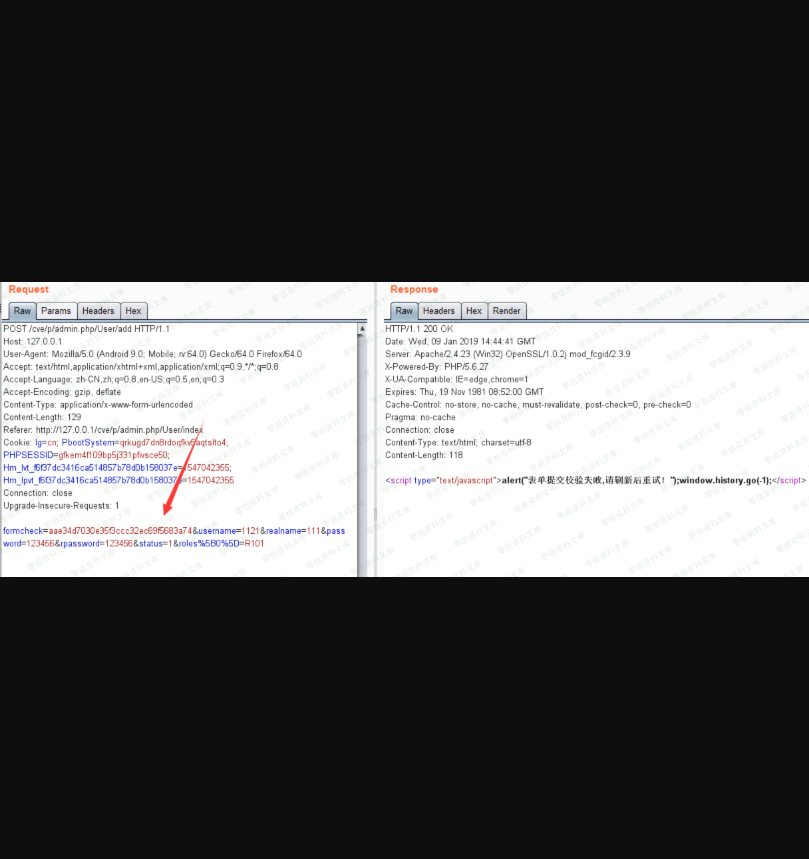 Request
Raw Params Headers Hex
POST /cve/p/admin.php/User/add HTTP/1.1
Host: 127.0.0.1
User-Agent: Mozilla/5.0 (Android 9.0; Mobile; rv:64.0) Gecko/64.0 Firefox/64.0
Accept: text/html,application/xhtml+xml,application/xml;q=0.9,*/*;q=0.8
Accept-Language: zh-CN,zh;q=0.8,en-US;q=0.5,en;q=0.3
Accept-Encoding: gzip, deflate
Content-Type: application/x-www-form-urlencoded
Content-Length: 129
Referer: http://127.0.0.1/cve/p/admin.php/User/index
Cookie: lg=cn;
Connection: close
Upgrade-Insecure-Requests: 1
formcheck=aae34d7030e35f3ccc32ec69f5683a74&username=1121&realname=111&pass
word=123456&rpassword=123456&status=1&roles%5B0%5D=R101
Response
Raw Headers Hex Render
HTTP/1.1 200 OK
Date: Wed, 09 Jan 2019 14:44:41 GMT
Server: Apache/2.4.23 (Win32) OpenSSL/1.0.2j mod_fcgid/2.3.9
X-Powered-By: PHP/5.6.27
X-UA-Compatible: IE=edge,chrome=1
Expires: Thu, 19 Nov 1981 08:52:00 GMT
Cache-Control: no-store, no-cache, must-revalidate, post-check=0, pre-check=0
Pragma: no-cache
Connection: close
Content-Type: text/html; charset=utf-8
Content-Length: 118
<script type="text/javascript">alert("表单提交校验失败,请刷新后重试！");window.history.go(-1);</script>